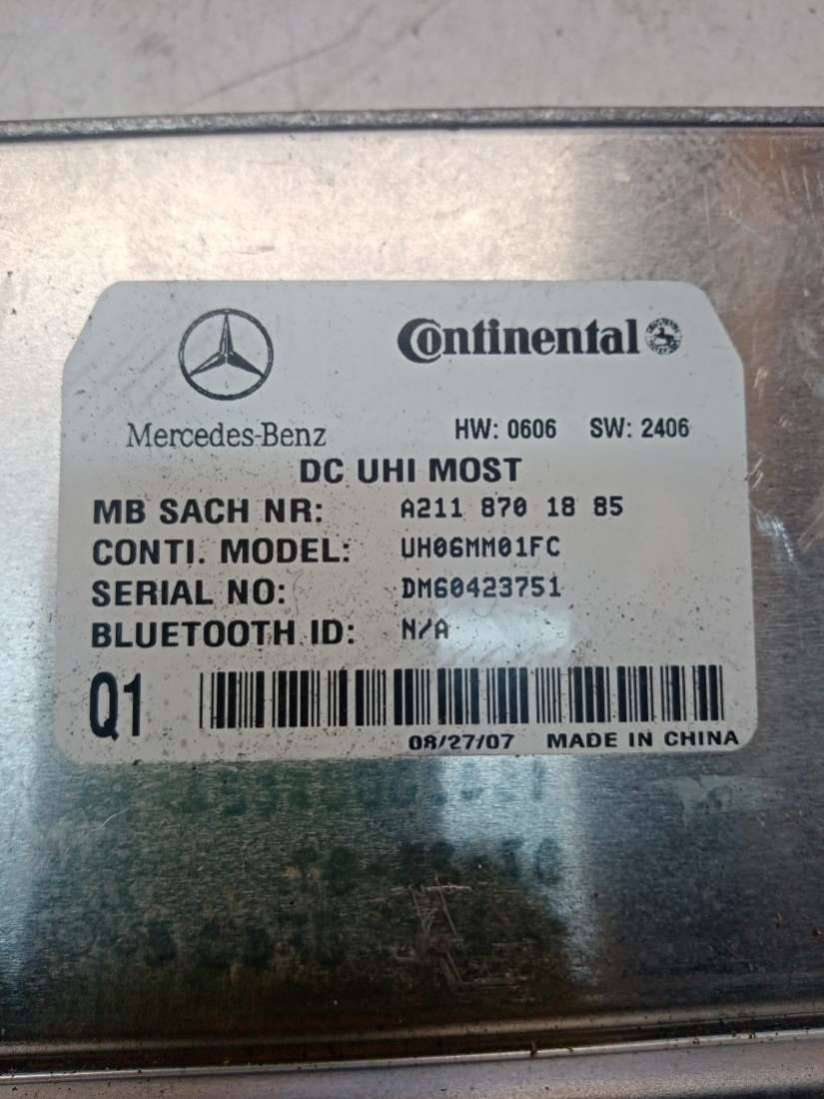 Continental
Mercedes-Benz
HW: 0606 SW: 2406
DC UHI MOST
MB SACH NR: A211 870 18 85
CONTI. MODEL: UH06MM01FC
SERIAL NO: DM60423751
BLUETOOTH ID: N/A
Q1
08/27/07 MADE IN CHINA